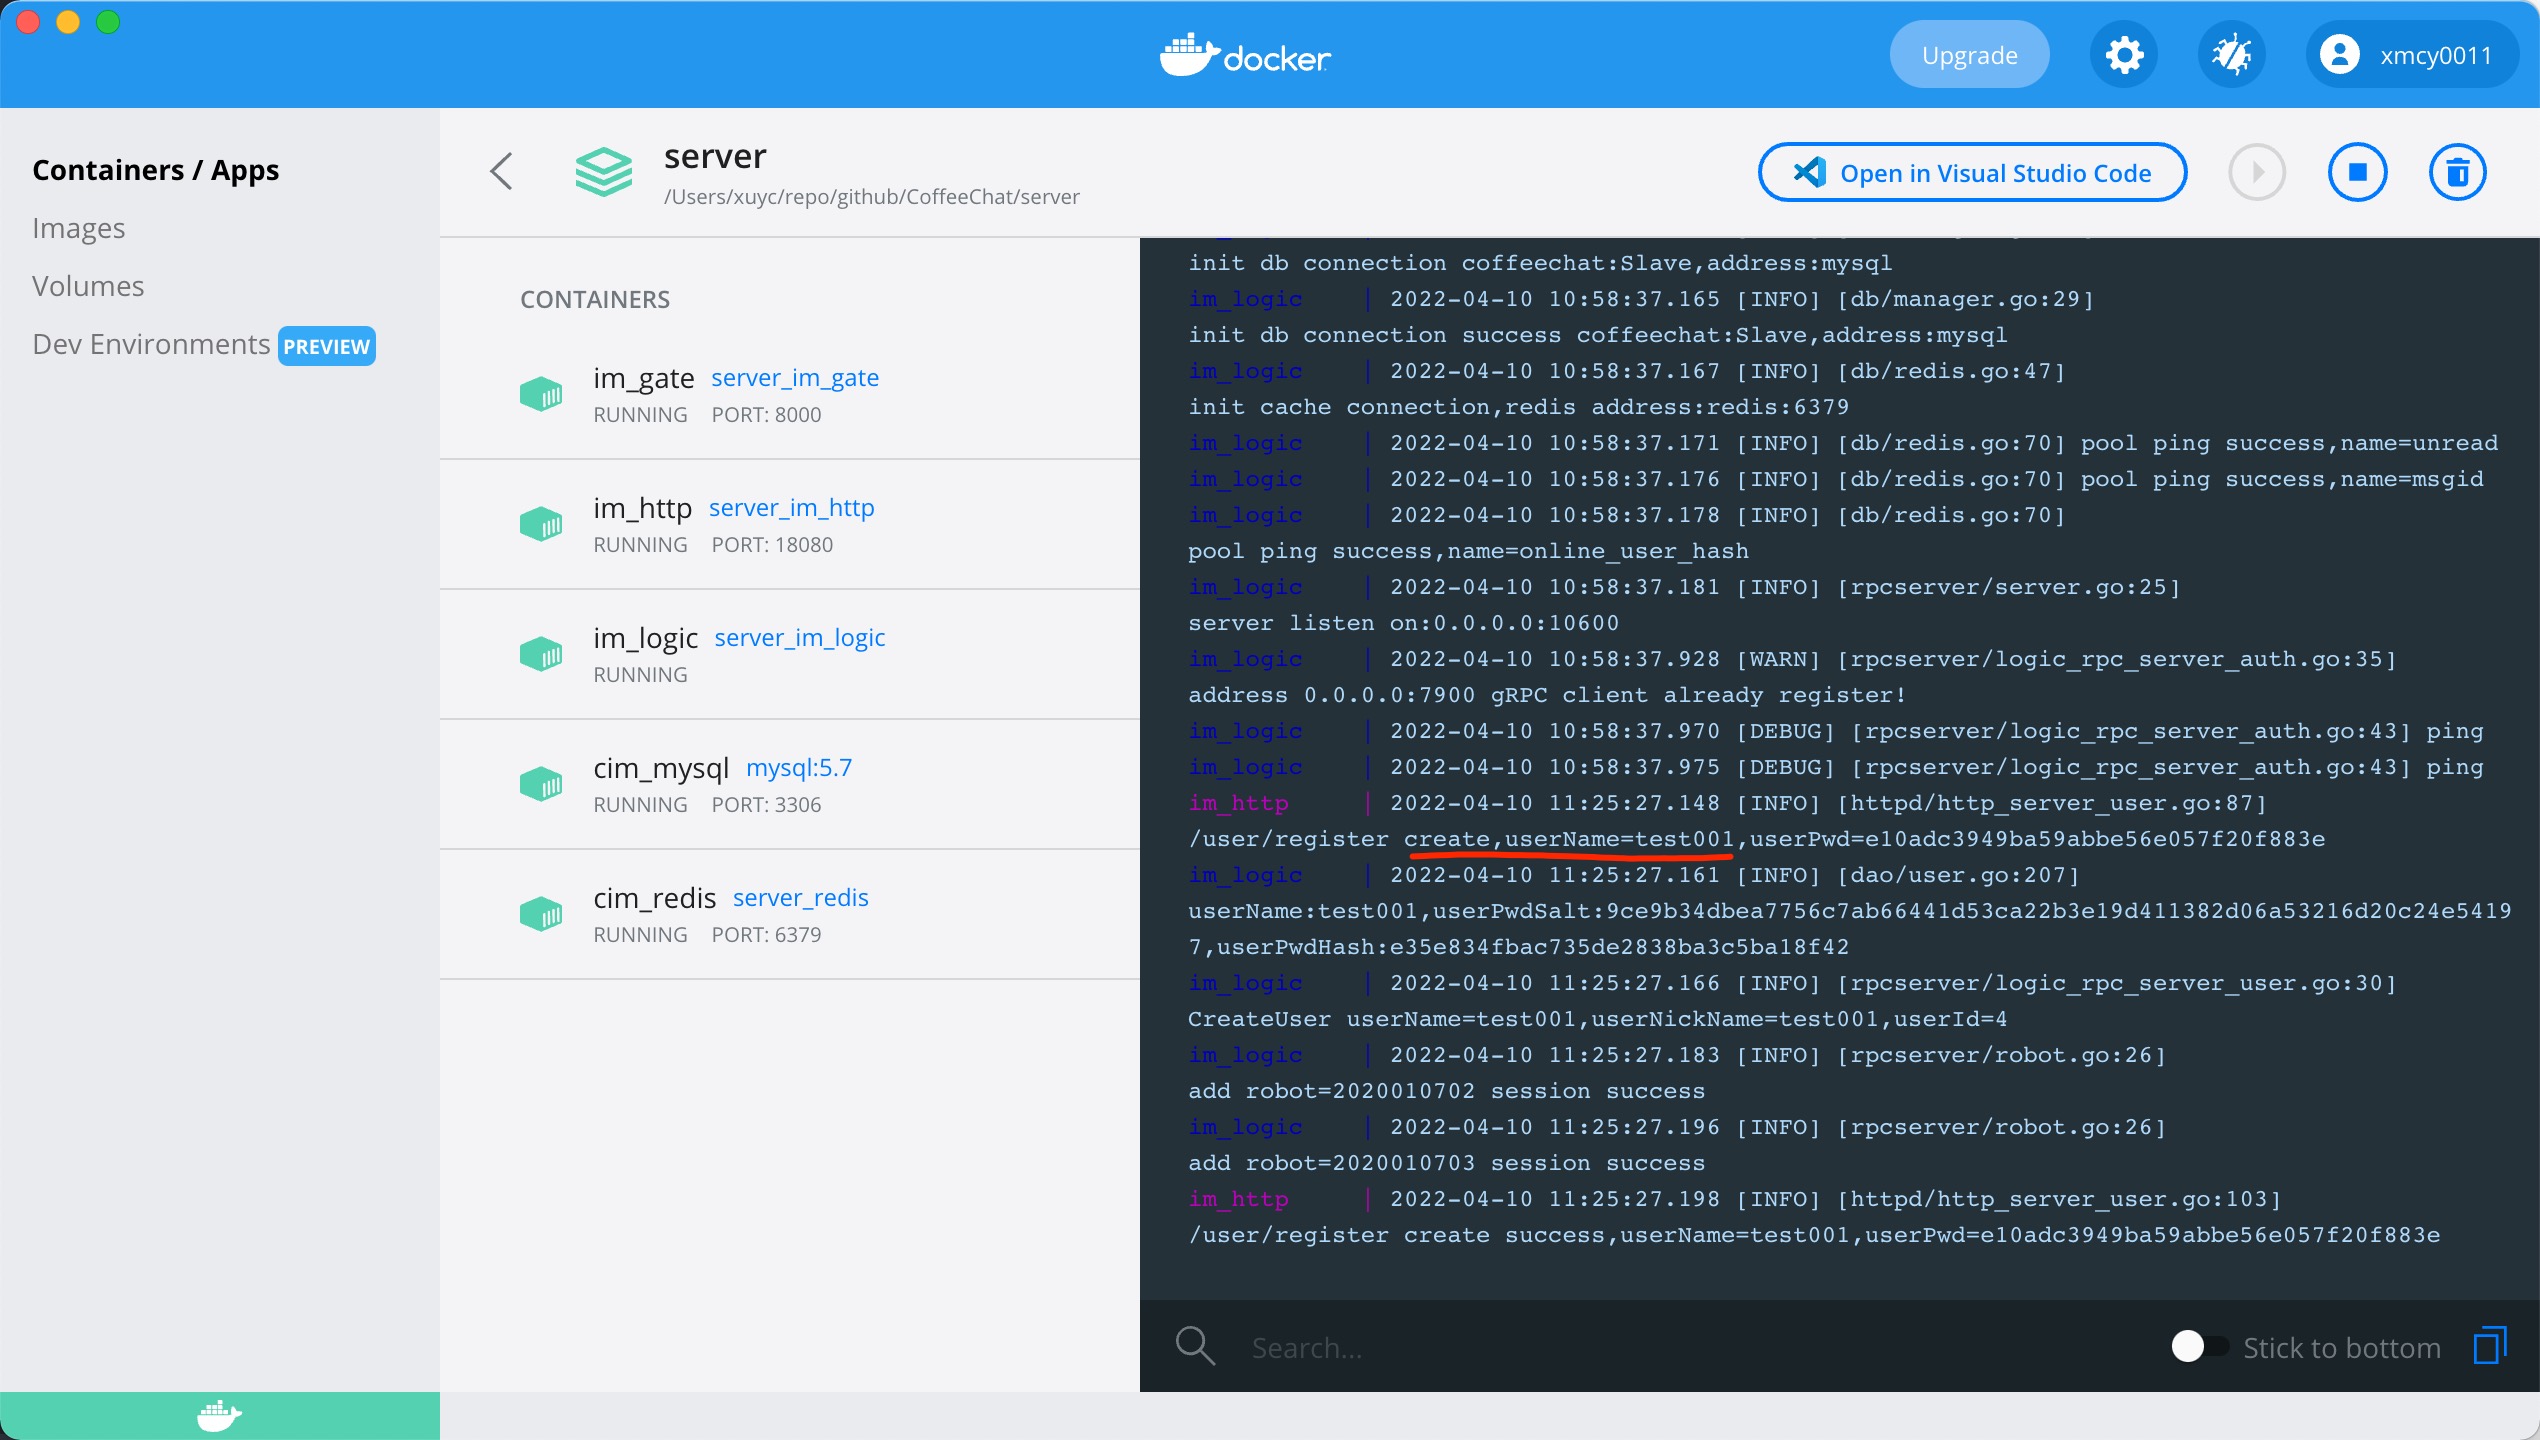 docker
Upgrade
xmcy0011
Containers / Apps
Images
Volumes
Dev Environments PREVIEW
server
/Users/xuyc/repo/github/CoffeeChat/server
Open in Visual Studio Code
CONTAINERS
im_gate server_im_gate
RUNNING PORT: 8000
im_http server_im_http
RUNNING PORT: 18080
im_logic server_im_logic
RUNNING
cim_mysql mysql:5.7
RUNNING PORT: 3306
cim_redis server_redis
RUNNING PORT: 6379
init db connection coffeechat:Slave,address:mysql
im_logic | 2022-04-10 10:58:37.165 [INFO] [db/manager.go:29]
init db connection success coffeechat:Slave,address:mysql
im_logic | 2022-04-10 10:58:37.167 [INFO] [db/redis.go:47]
init cache connection,redis address:redis:6379
im_logic | 2022-04-10 10:58:37.171 [INFO] [db/redis.go:70] pool ping success,name=unread
im_logic | 2022-04-10 10:58:37.176 [INFO] [db/redis.go:70] pool ping success,name=msgid
im_logic | 2022-04-10 10:58:37.178 [INFO] [db/redis.go:70]
pool ping success,name=online_user_hash
im_logic | 2022-04-10 10:58:37.181 [INFO] [rpcserver/server.go:25]
server listen on:0.0.0.0:10600
im_logic | 2022-04-10 10:58:37.928 [WARN] [rpcserver/logic_rpc_server_auth.go:35]
address 0.0.0.0:7900 gRPC client already register!
im_logic | 2022-04-10 10:58:37.970 [DEBUG] [rpcserver/logic_rpc_server_auth.go:43] ping
im_logic | 2022-04-10 10:58:37.975 [DEBUG] [rpcserver/logic_rpc_server_auth.go:43] ping
im_http | 2022-04-10 11:25:27.148 [INFO] [httpd/http_server_user.go:87]
/user/register create,userName=test001,userPwd=e10adc3949ba59abbe56e057f20f883e
im_logic | 2022-04-10 11:25:27.161 [INFO] [dao/user.go:207]
userName:test001,userPwdSalt:9ce9b34dbea7756c7ab66441d53ca22b3e19d411382d06a53216d20c24e5419
7,userPwdHash:e35e834fbac735de2838ba3c5ba18f42
im_logic | 2022-04-10 11:25:27.166 [INFO] [rpcserver/logic_rpc_server_user.go:30]
CreateUser userName=test001,userNickName=test001,userId=4
im_logic | 2022-04-10 11:25:27.183 [INFO] [rpcserver/robot.go:26]
add robot=2020010702 session success
im_logic | 2022-04-10 11:25:27.196 [INFO] [rpcserver/robot.go:26]
add robot=2020010703 session success
im_http | 2022-04-10 11:25:27.198 [INFO] [httpd/http_server_user.go:103]
/user/register create success,userName=test001,userPwd=e10adc3949ba59abbe56e057f20f883e
Search...
Stick to bottom